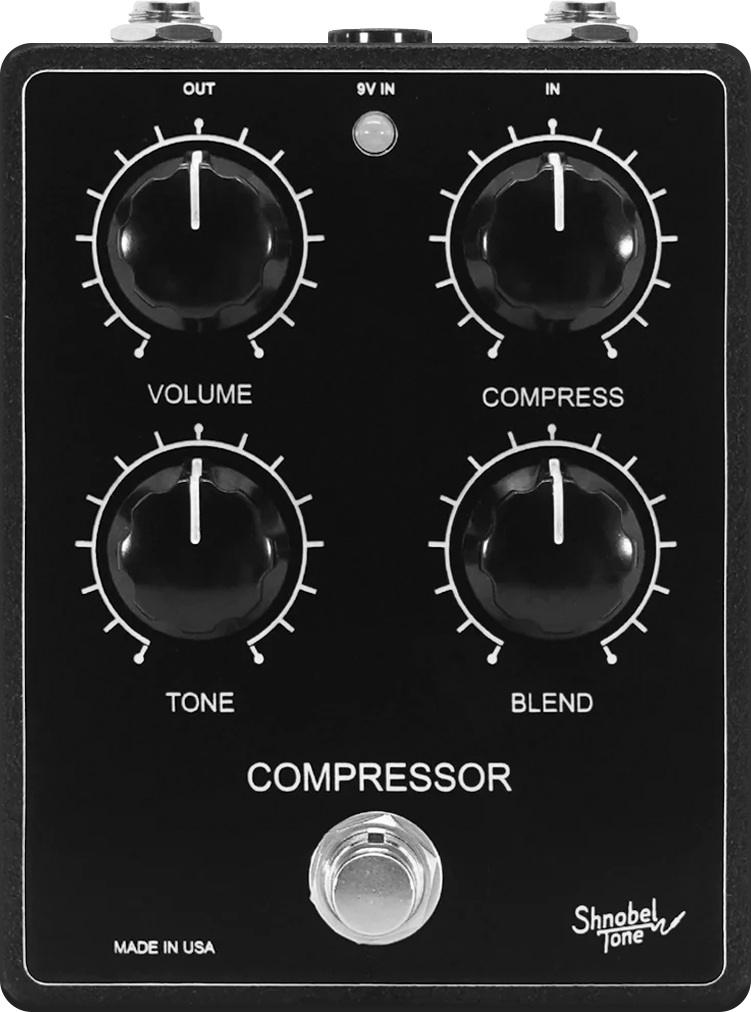 OUT
9V IN
IN
VOLUME
COMPRESS
TONE
BLEND
COMPRESSOR
Shnobel
Tone
MADE IN USA